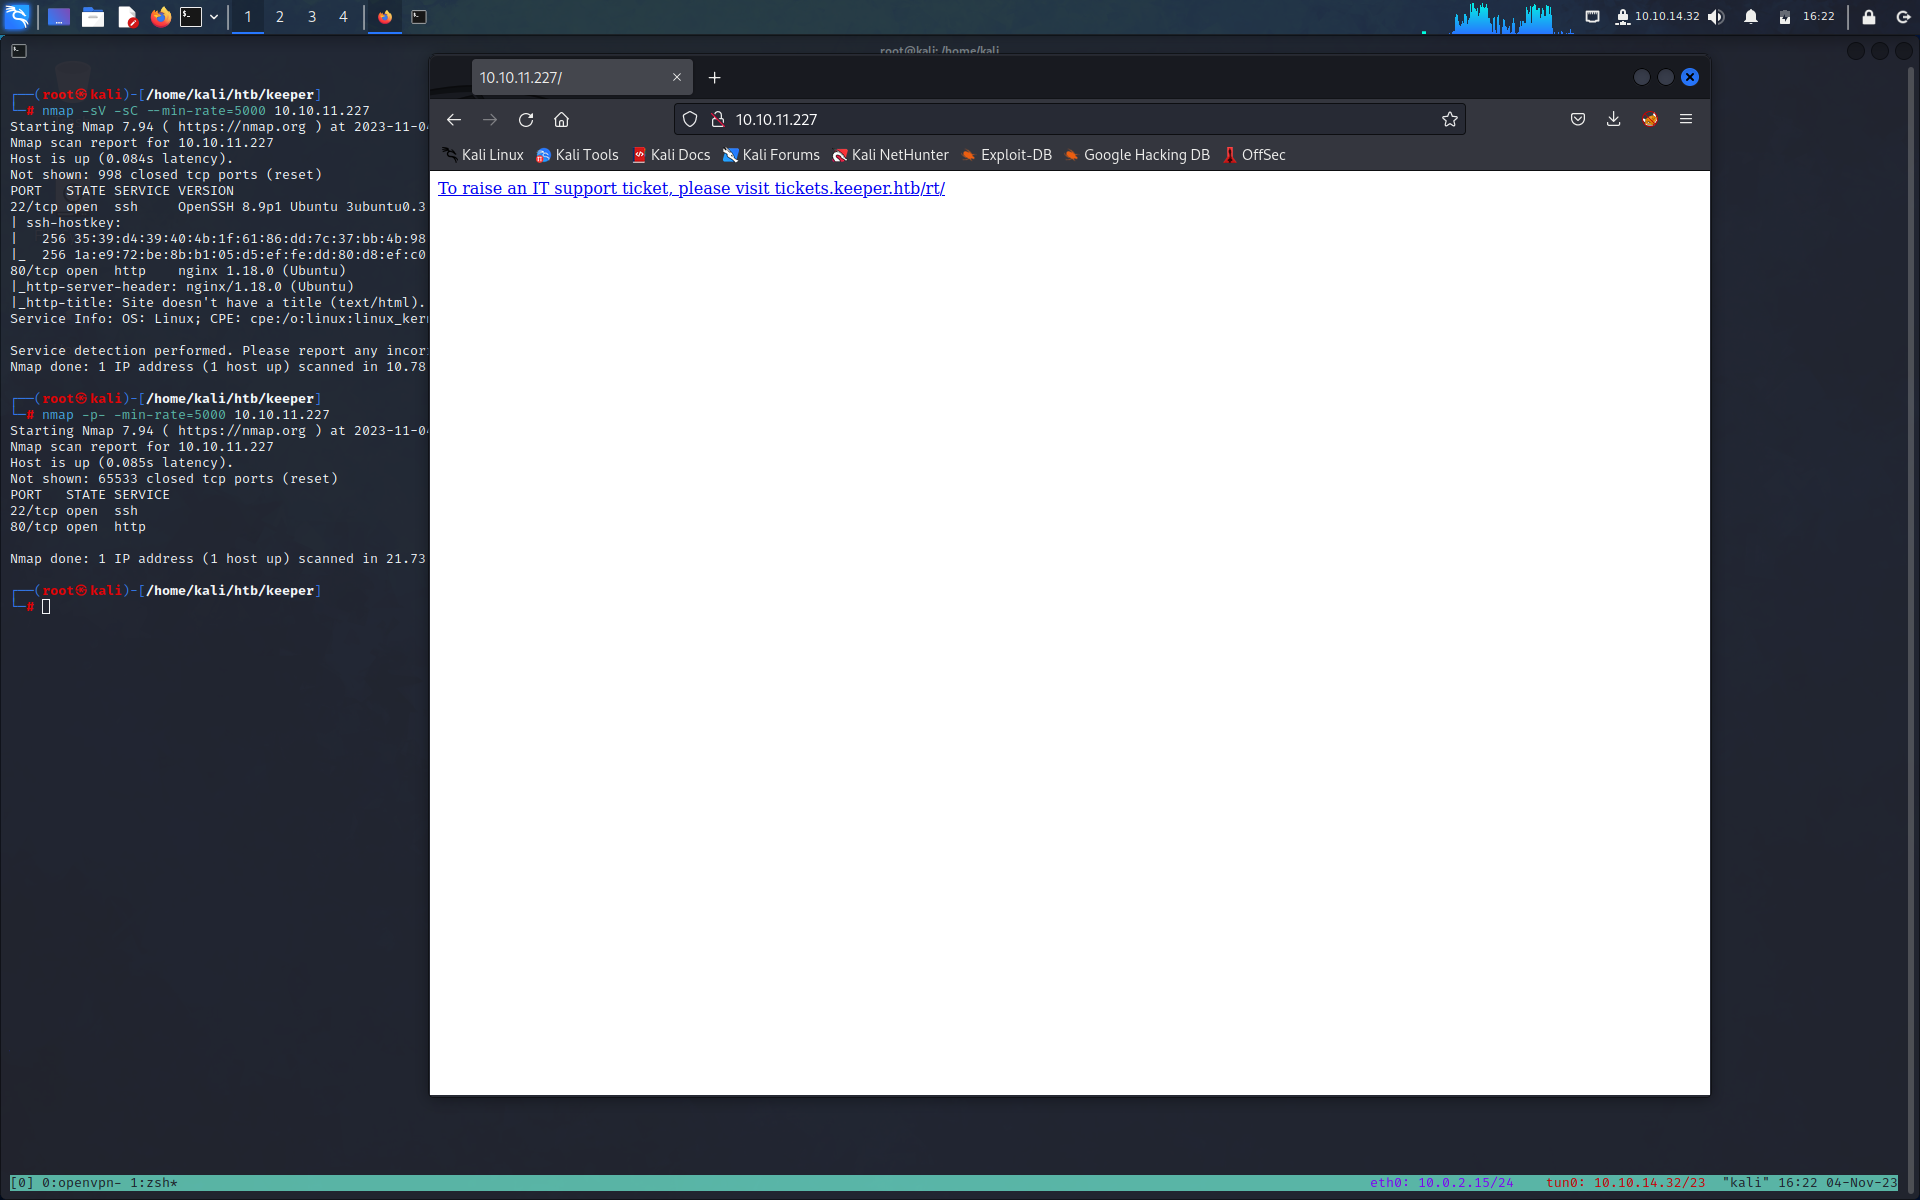 1 2 3 4 10.10.14.32 16:22
root@kali: /home/kali
(root㉿kali)-[/home/kali/htb/keeper]
# nmap -sV -sC --min-rate=5000 10.10.11.227
Starting Nmap 7.94 ( https://nmap.org ) at 2023-11-04
Nmap scan report for 10.10.11.227
Host is up (0.084s latency).
Not shown: 998 closed tcp ports (reset)
PORT   STATE SERVICE VERSION
22/tcp open  ssh     OpenSSH 8.9p1 Ubuntu 3ubuntu0.3
| ssh-hostkey:
|   256 35:39:d4:39:40:4b:1f:61:86:dd:7c:37:bb:4b:98
|_  256 1a:e9:72:be:8b:b1:05:d5:ef:fe:dd:80:d8:ef:c0
80/tcp open  http    nginx 1.18.0 (Ubuntu)
|_http-server-header: nginx/1.18.0 (Ubuntu)
|_http-title: Site doesn't have a title (text/html).
Service Info: OS: Linux; CPE: cpe:/o:linux:linux_ker
Service detection performed. Please report any incor
Nmap done: 1 IP address (1 host up) scanned in 10.78
(root㉿kali)-[/home/kali/htb/keeper]
# nmap -p- -min-rate=5000 10.10.11.227
Starting Nmap 7.94 ( https://nmap.org ) at 2023-11-04
Nmap scan report for 10.10.11.227
Host is up (0.085s latency).
Not shown: 65533 closed tcp ports (reset)
PORT   STATE SERVICE
22/tcp open  ssh
80/tcp open  http
Nmap done: 1 IP address (1 host up) scanned in 21.73
(root㉿kali)-[/home/kali/htb/keeper]
#
10.10.11.227/
10.10.11.227
Kali Linux Kali Tools Kali Docs Kali Forums Kali NetHunter Exploit-DB Google Hacking DB OffSec
To raise an IT support ticket, please visit tickets.keeper.htb/rt/
[0] 0:openvpn- 1:zsh* eth0: 10.0.2.15/24 tun0: 10.10.14.32/23 "kali" 16:22 04-Nov-23